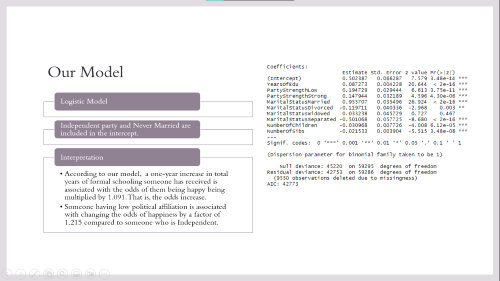 Our Model
Logistic Model
Independent party and Never Married are
included in the intercept
Interpretation
• According to our model, a one-year increase in total
years of formal schooling someone has received is
associated with the odds of them being happy being
multiplied by 1.091. That is, the odds increase.
• Someone having low political affiliation is associated
with changing the odds of happiness by a factor of
1.215 compared to someone who is Independent.
Coefficients:
Estimate Std. Error z value Pr(>|z|)
(Intercept) 0.502387 0.066287 7.579 3.48e-14 ***
YearsOfEdu 0.087273 0.004228 20.644 < 2e-16 ***
PartyStrengthLow 0.194729 0.029444 6.613 3.75e-11 ***
PartyStrengthStrong 0.147944 0.032189 4.596 4.30e-06 ***
MaritalStatusMarried 0.955707 0.035496 26.924 < 2e-16 ***
MaritalStatusDivorced -0.119711 0.040336 -2.968 0.003 **
MaritalStatusWidowed 0.033238 0.045729 0.727 0.467
MaritalStatusSeparated -0.501068 0.057725 -8.680 < 2e-16 ***
NumberOfChildren -0.030968 0.007726 -4.008 6.12e-05 ***
NumberOfSibs -0.021533 0.003904 -5.515 3.48e-08 ***
---
Signif. codes: 0 '***' 0.001 '**' 0.01 '*' 0.05 '.' 0.1 ' ' 1
(Dispersion parameter for binomial family taken to be 1)
Null deviance: 45220 on 59295 degrees of freedom
Residual deviance: 42753 on 59286 degrees of freedom
(9550 observations deleted due to missingness)
AIC: 42773